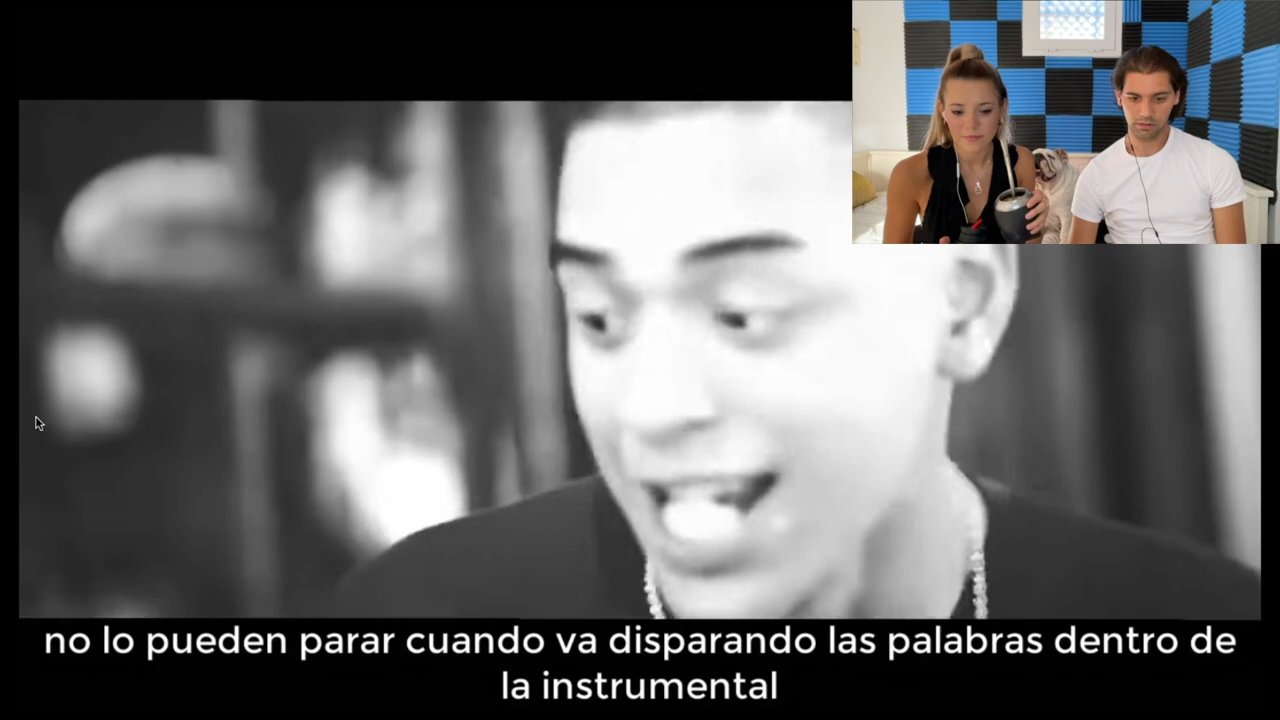 no lo pueden parar cuando va disparando las palabras dentro de
la instrumental